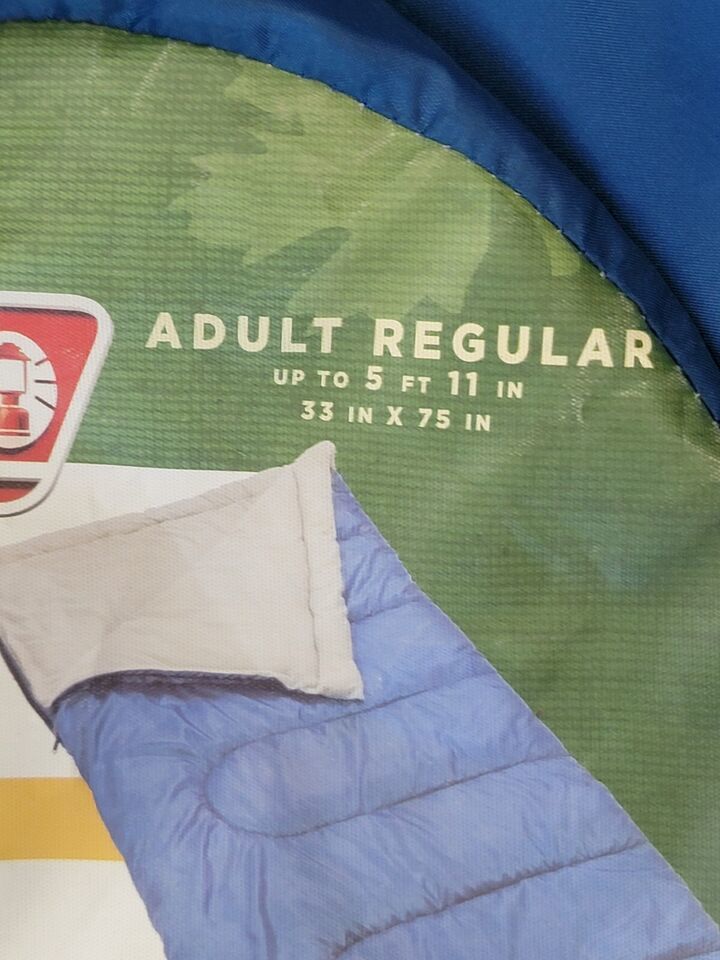 ADULT REGULAR
UP TO 5 FT 11 IN
33 IN X 75 IN